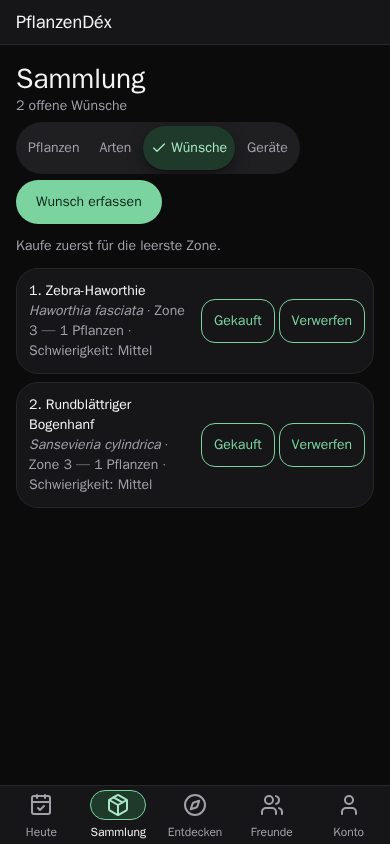 PflanzenDéx
Sammlung
2 offene Wünsche
Pflanzen Arten Wünsche Geräte
Wunsch erfassen
Kaufe zuerst für die leerste Zone.
1. Zebra-Haworthie
Haworthia fasciata · Zone
3 — 1 Pflanzen ·
Schwierigkeit: Mittel
Gekauft Verwerfen
2. Rundblättriger
Bogenhanf
Sansevieria cylindrica ·
Zone 3 — 1 Pflanzen ·
Schwierigkeit: Mittel
Gekauft Verwerfen
Heute Sammlung Entdecken Freunde Konto